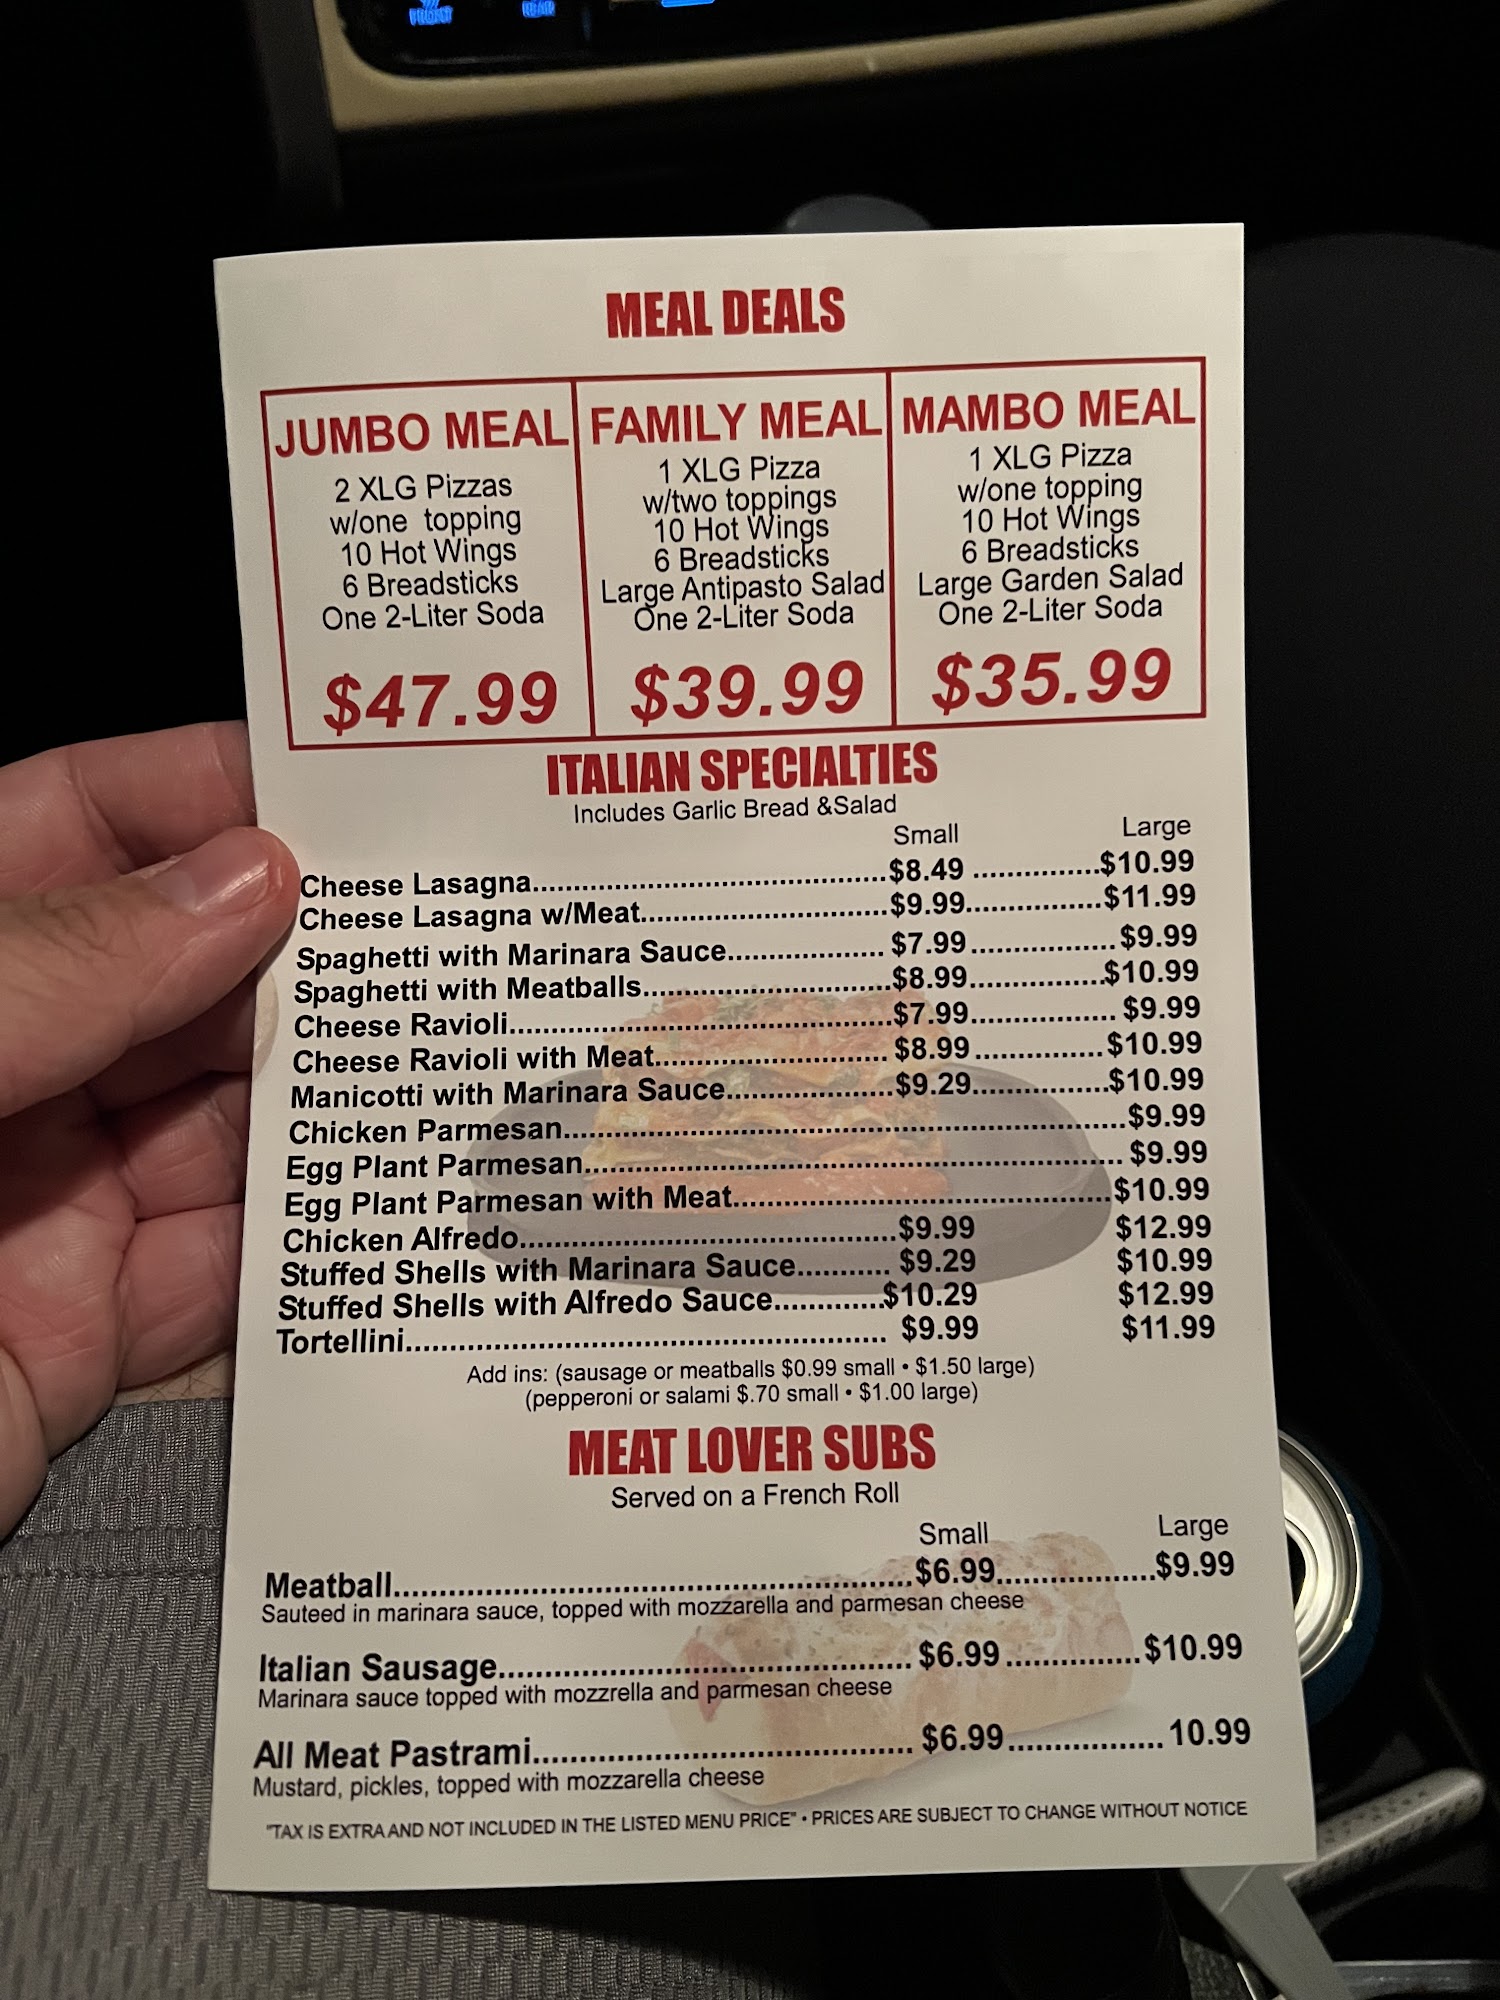 MEAL DEALS
JUMBO MEAL
2 XLG Pizzas
w/one topping
10 Hot Wings
6 Breadsticks
One 2-Liter Soda
$47.99
FAMILY MEAL
1 XLG Pizza
w/two toppings
10 Hot Wings
6 Breadsticks
Large Antipasto Salad
One 2-Liter Soda
$39.99
MAMBO MEAL
1 XLG Pizza
w/one topping
10 Hot Wings
6 Breadsticks
Large Garden Salad
One 2-Liter Soda
$35.99
ITALIAN SPECIALTIES
Includes Garlic Bread &Salad
Small Large
Cheese Lasagna $8.49 $10.99
Cheese Lasagna w/Meat $9.99 $11.99
Spaghetti with Marinara Sauce $7.99 $9.99
Spaghetti with Meatballs $8.99 $10.99
Cheese Ravioli $7.99 $9.99
Cheese Ravioli with Meat $8.99 $10.99
Manicotti with Marinara Sauce $9.29 $10.99
Chicken Parmesan $9.99
Egg Plant Parmesan $9.99
Egg Plant Parmesan with Meat $10.99
Chicken Alfredo $9.99 $12.99
Stuffed Shells with Marinara Sauce $9.29 $10.99
Stuffed Shells with Alfredo Sauce $10.29 $12.99
Tortellini $9.99 $11.99
Add ins: (sausage or meatballs $0.99 small • $1.50 large)
(pepperoni or salami $.70 small • $1.00 large)
MEAT LOVER SUBS
Served on a French Roll
Small Large
Meatball $6.99 $9.99
Sauteed in marinara sauce, topped with mozzarella and parmesan cheese
Italian Sausage $6.99 $10.99
Marinara sauce topped with mozzrella and parmesan cheese
All Meat Pastrami $6.99 10.99
Mustard, pickles, topped with mozzarella cheese
"TAX IS EXTRA AND NOT INCLUDED IN THE LISTED MENU PRICE" • PRICES ARE SUBJECT TO CHANGE WITHOUT NOTICE